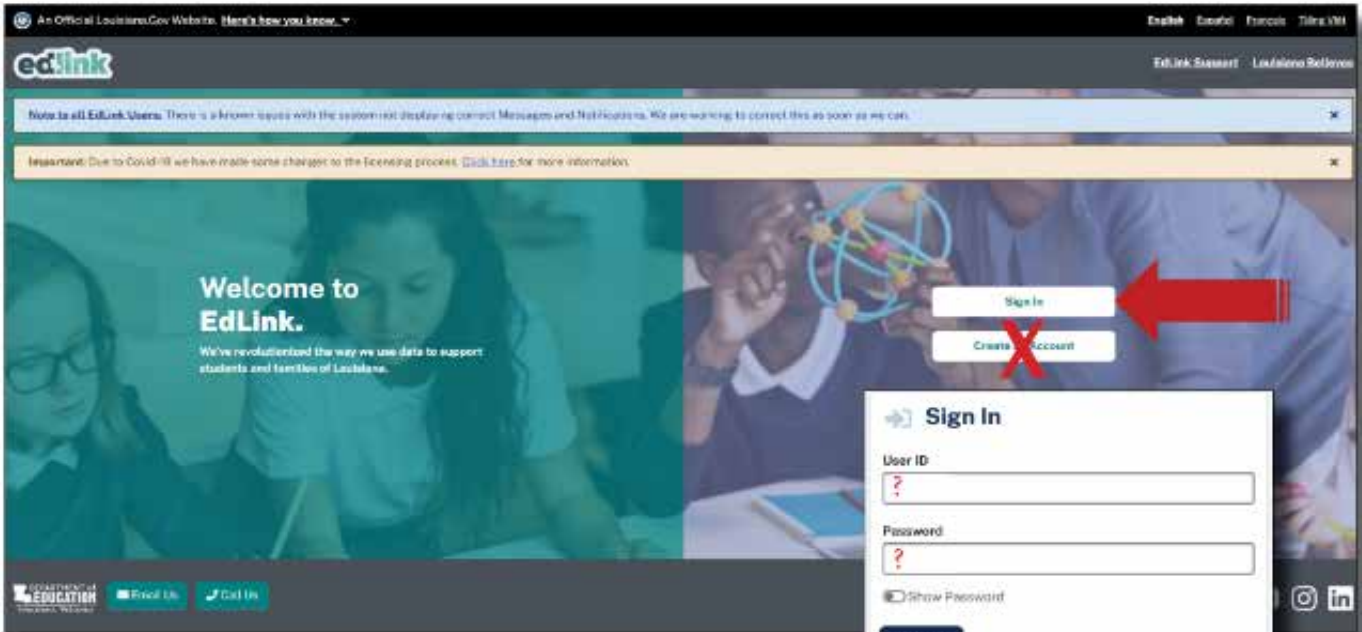 An Official Louisiana.Gov Website. Here's how you know.
English Español Français Tiếng Việt
ed link
EdLink Support Louisiana Believes
Note to all EdLink Users: There is a known issues with the system not displaying correct Messages and Notifications. We are working to correct this as soon as we can. ×
Important: Due to Covid-19 we have made some changes to the licensing process. Click here for more information. ×
Welcome to
EdLink.
We've revolutionized the way we use data to support
students and families of Louisiana.
Sign In
Create Account
X
Sign In
User ID
?
Password
?
Show Password
DEPARTMENT of
EDUCATION
Email Us
Call Us
in